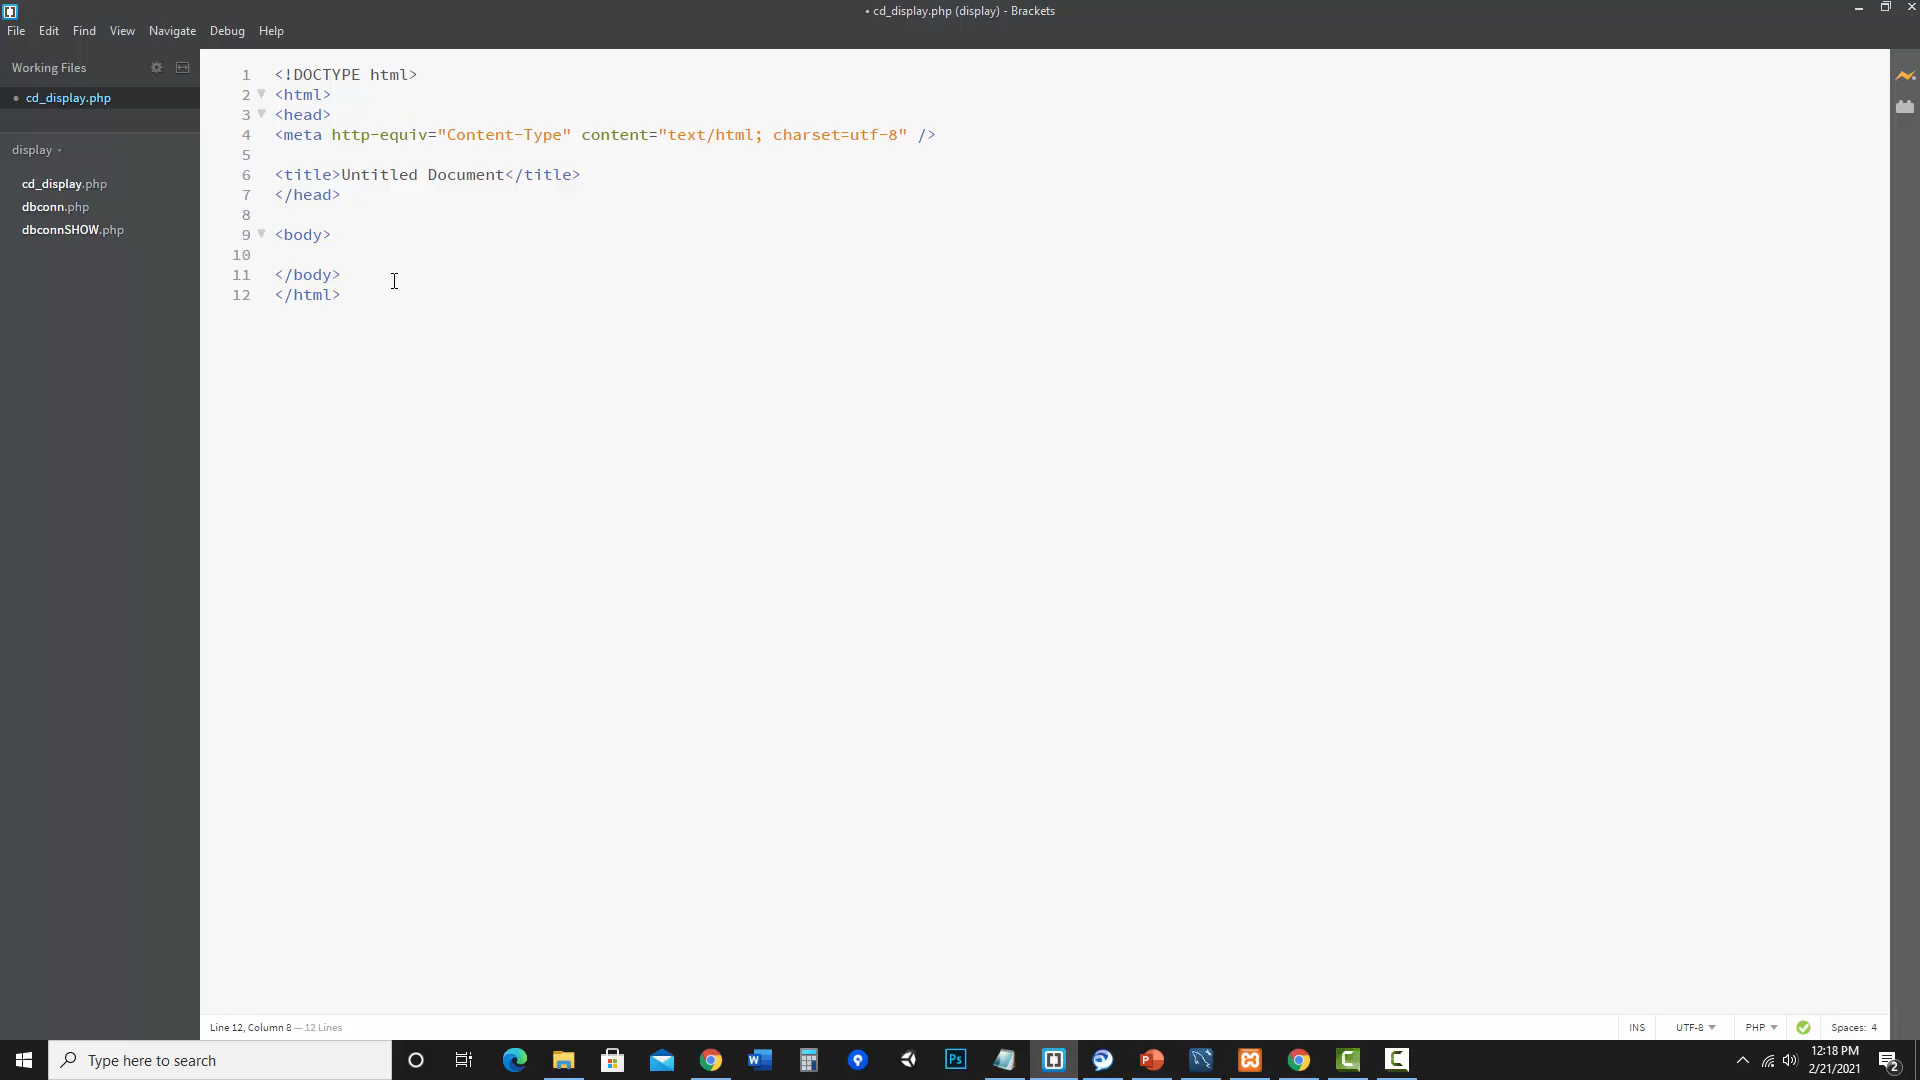 • cd_display.php (display) - Brackets
File Edit Find View Navigate Debug Help
Working Files
• cd_display.php
display
cd_display.php
dbconn.php
dbconnSHOW.php
1 <!DOCTYPE html>
2 <html>
3 <head>
4 <meta http-equiv="Content-Type" content="text/html; charset=utf-8" />
5
6 <title>Untitled Document</title>
7 </head>
8
9 <body>
10
11 </body>
12 </html>
Line 12, Column 8 — 12 Lines
INS UTF-8 PHP Spaces: 4
Type here to search
12:18 PM
2/21/2021
2